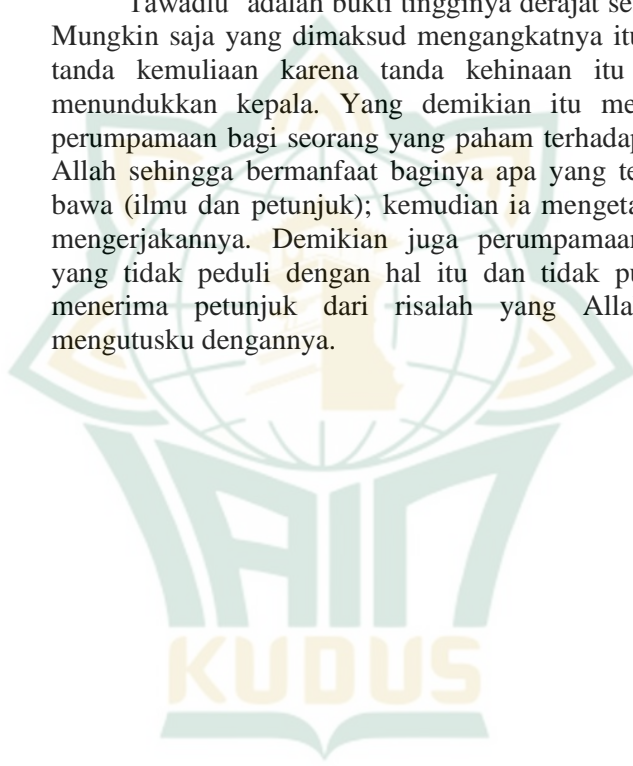 Tawadlu' adalah bukti tingginya derajat se
Mungkin saja yang dimaksud mengangkatnya itu
tanda kemuliaan karena tanda kehinaan itu
menundukkan kepala. Yang demikian itu me
perumpamaan bagi seorang yang paham terhadap
Allah sehingga bermanfaat baginya apa yang te
bawa (ilmu dan petunjuk); kemudian ia mengeta
mengerjakannya. Demikian juga perumpamaan
yang tidak peduli dengan hal itu dan tidak pu
menerima petunjuk dari risalah yang Alla
mengutusku dengannya.
IAIN
KUDUS